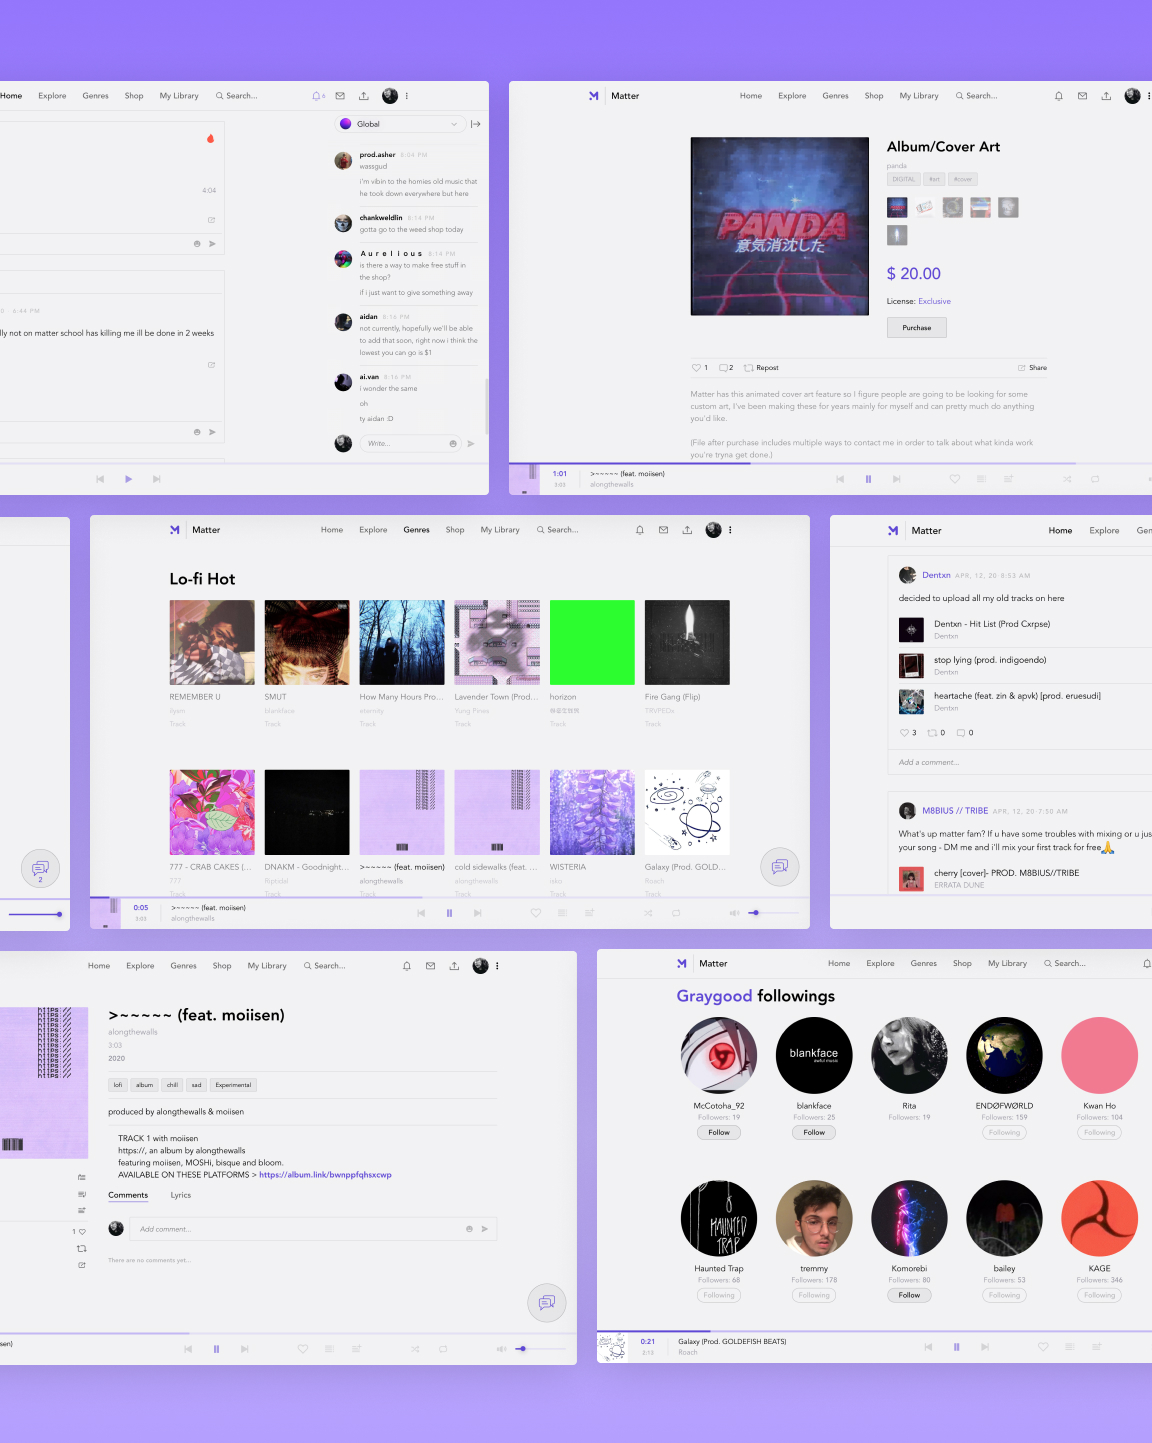 Home Explore Genres Shop My Library Search... 6
Global
4:04
prod.asher 8:04 PM
wassgud
i'm vibin to the homies old music that
he took down everywhere but here
chankweldlin 8:14 PM
gotta go to the weed shop today
Aurelious 8:14 PM
is there a way to make free stuff in
the shop?
if i just want to give something away
aidan 8:16 PM
not currently, hopefully we'll be able
to add that soon, right now i think the
lowest you can go is $1
ai.van 8:16 PM
i wonder the same
oh
ty aidan :D
Write...
0 - 6:44 PM
lly not on matter school has killing me ill be done in 2 weeks
Matter
Home Explore Genres Shop My Library Search...
PANDA
意気消沈した
Album/Cover Art
panda
DIGITAL #art #cover
$ 20.00
License: Exclusive
Purchase
1 2 Repost Share
Matter has this animated cover art feature so I figure people are going to be looking for some
custom art, I've been making these for years mainly for myself and can pretty much do anything
you'd like.
(File after purchase includes multiple ways to contact me in order to talk about what kinda work
you're tryna get done.)
1:01
3:03
>~~~~~ (feat. moiisen)
alongthewalls
2
Matter
Home Explore Genres Shop My Library Search...
Lo-fi Hot
REMEMBER U SMUT How Many Hours Pro... Lavender Town (Prod... horizon Fire Gang (Flip)
ilyam blankface eternity Yung Pines TRVPEDs
Track Track Track Track Track Track
777 - CRAB CAKES (... DNAKM - Goodnight... >~~~~~ (feat. moiisen) cold sidewalks (feat. ... WISTERIA Galaxy (Prod. GOLD...
777 Riptidal alongthewalls alongthewalls niko Roach
Track Track Track Track Track Track
0:05
3:03
>~~~~~ (feat. moiisen)
alongthewalls
Matter
Home Explore Gen
Dentxn APR, 12, 20 8:53 AM
decided to upload all my old tracks on here
Dentxn - Hit List (Prod Cxrpse)
Dentxn
stop lying (prod. indigoendo)
Dentxn
heartache (feat. zin & apvk) [prod. eruesudi]
Dentxn
3 0 0
Add a comment...
M8BIUS // TRIBE APR, 12, 20 7:50 AM
What's up matter fam? If u have some troubles with mixing or u jus
your song - DM me and i'll mix your first track for free🙏
cherry [cover]- PROD. M8BIUS//TRIBE
ERRATA DUNE
Home Explore Genres Shop My Library Search...
https://
>~~~~~ (feat. moiisen)
alongthewalls
3:03
2020
lofi album chill sad Experimental
produced by alongthewalls & moiisen
TRACK 1 with moiisen
https://, an album by alongthewalls
featuring moiisen, MOSHi, bisque and bloom.
AVAILABLE ON THESE PLATFORMS > https://album.link/bwnppfqhsxcwp
Comments Lyrics
1
Add comment...
There are no comments yet...
sen)
Matter
Home Explore Genres Shop My Library Search...
Graygood followings
blankface
awful music
McCotoha_92 blankface Rita ENDØFWØRLD Kwan Ho
Followers: 19 Followers: 25 Followers: 19 Followers: 159 Followers: 104
Follow Follow Following Following
HAUNTED
TRAP
Haunted Trap tremmy Komorebi bailey KAGE
Followers: 68 Followers: 178 Followers: 80 Followers: 53 Followers: 346
Following Following Follow Following Following
0:21
2:13
Galaxy (Prod. GOLDEFISH BEATS)
Roach